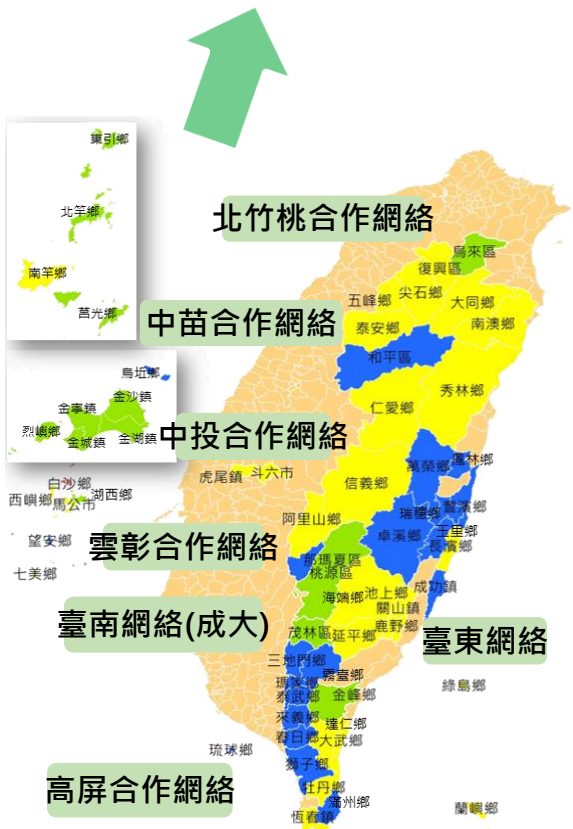 東引鄉
北竿鄉
南竿鄉
莒光鄉
北竹桃合作網絡
烏來區
復興區
尖石鄉
五峰鄉
大同鄉
中苗合作網絡
泰安鄉
南澳鄉
和平區
烏坵鄉
金沙鎮
金寧鎮
烈嶼鄉
金城鎮
金湖鎮
秀林鄉
仁愛鄉
中投合作網絡
萬榮鄉
鳳林鄉
白沙鄉
虎尾鎮
斗六市
信義鄉
西嶼鄉
馬公市
湖西鄉
豐濱鄉
瑞穗鄉
阿里山鄉
卓溪鄉
玉里鄉
望安鄉
雲彰合作網絡
長濱鄉
那瑪夏區
七美鄉
桃源區
海端鄉
池上鄉
成功鎮
關山鎮
臺南網絡(成大)
茂林區
延平鄉
鹿野鄉
臺東網絡
三地門鄉
霧臺鄉
瑪家鄉
泰武鄉
金峰鄉
綠島鄉
來義鄉
達仁鄉
春日鄉
大武鄉
琉球鄉
獅子鄉
高屏合作網絡
牡丹鄉
滿州鄉
恆春鎮
蘭嶼鄉